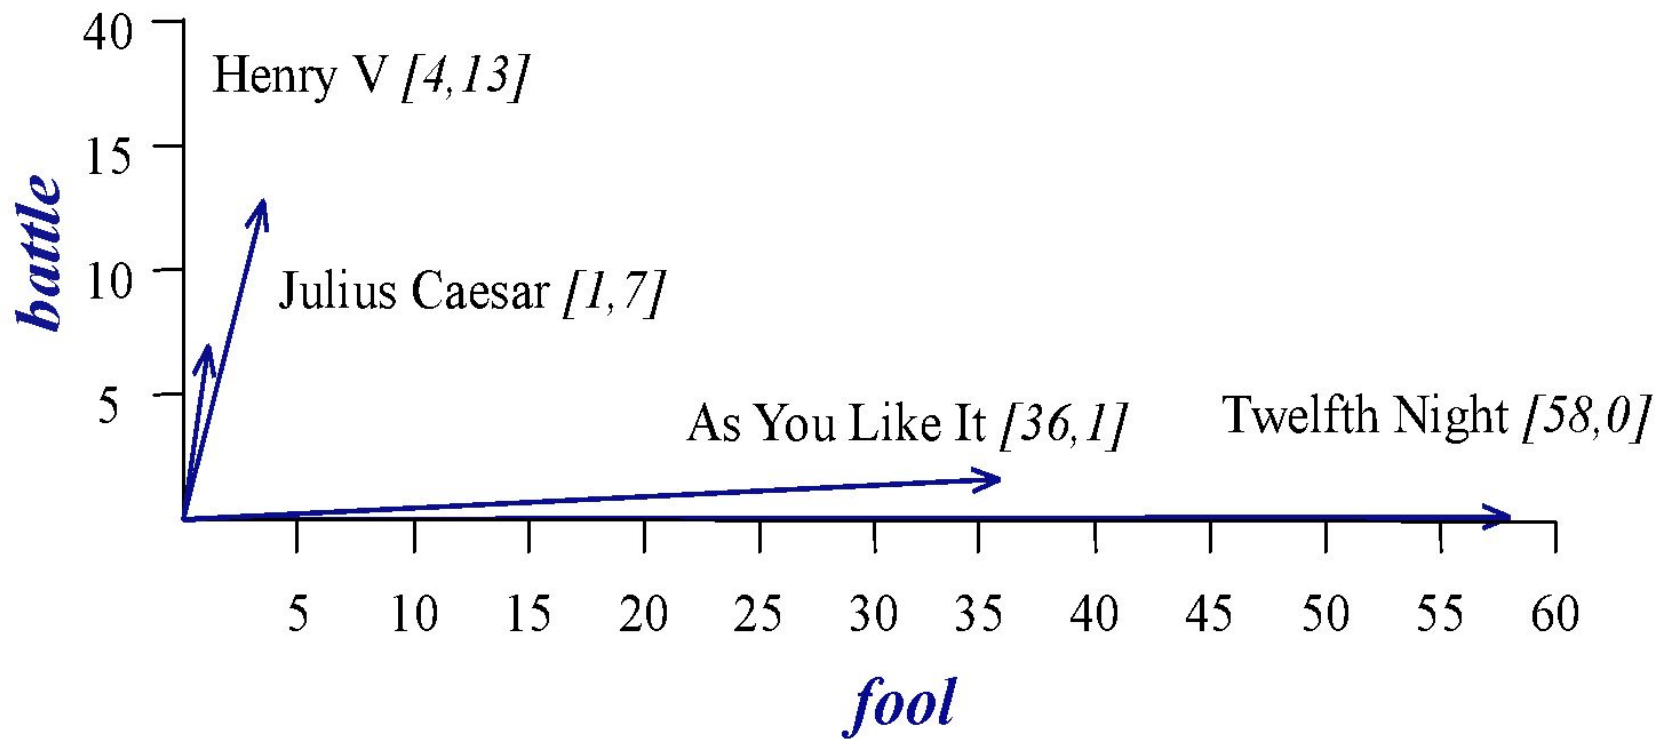 40
Henry V [4,13]
15
battle
10
Julius Caesar [1,7]
5
As You Like It [36,1]
Twelfth Night [58,0]
5 10 15 20 25 30 35 40 45 50 55 60
fool